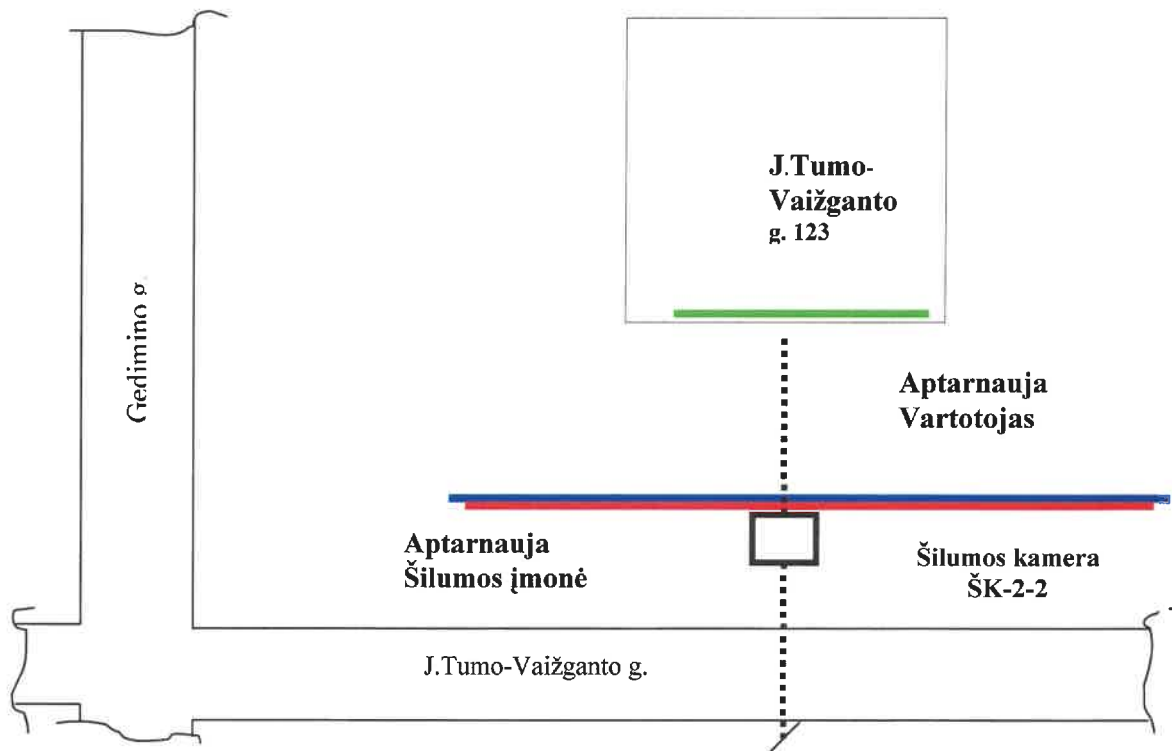 J.Tumo-
Vaižganto
g. 123
Gedimino g.
Aptarnauja
Vartotojas
Aptarnauja
Šilumos įmonė
Šilumos kamera
ŠK-2-2
J.Tumo-Vaižganto g.